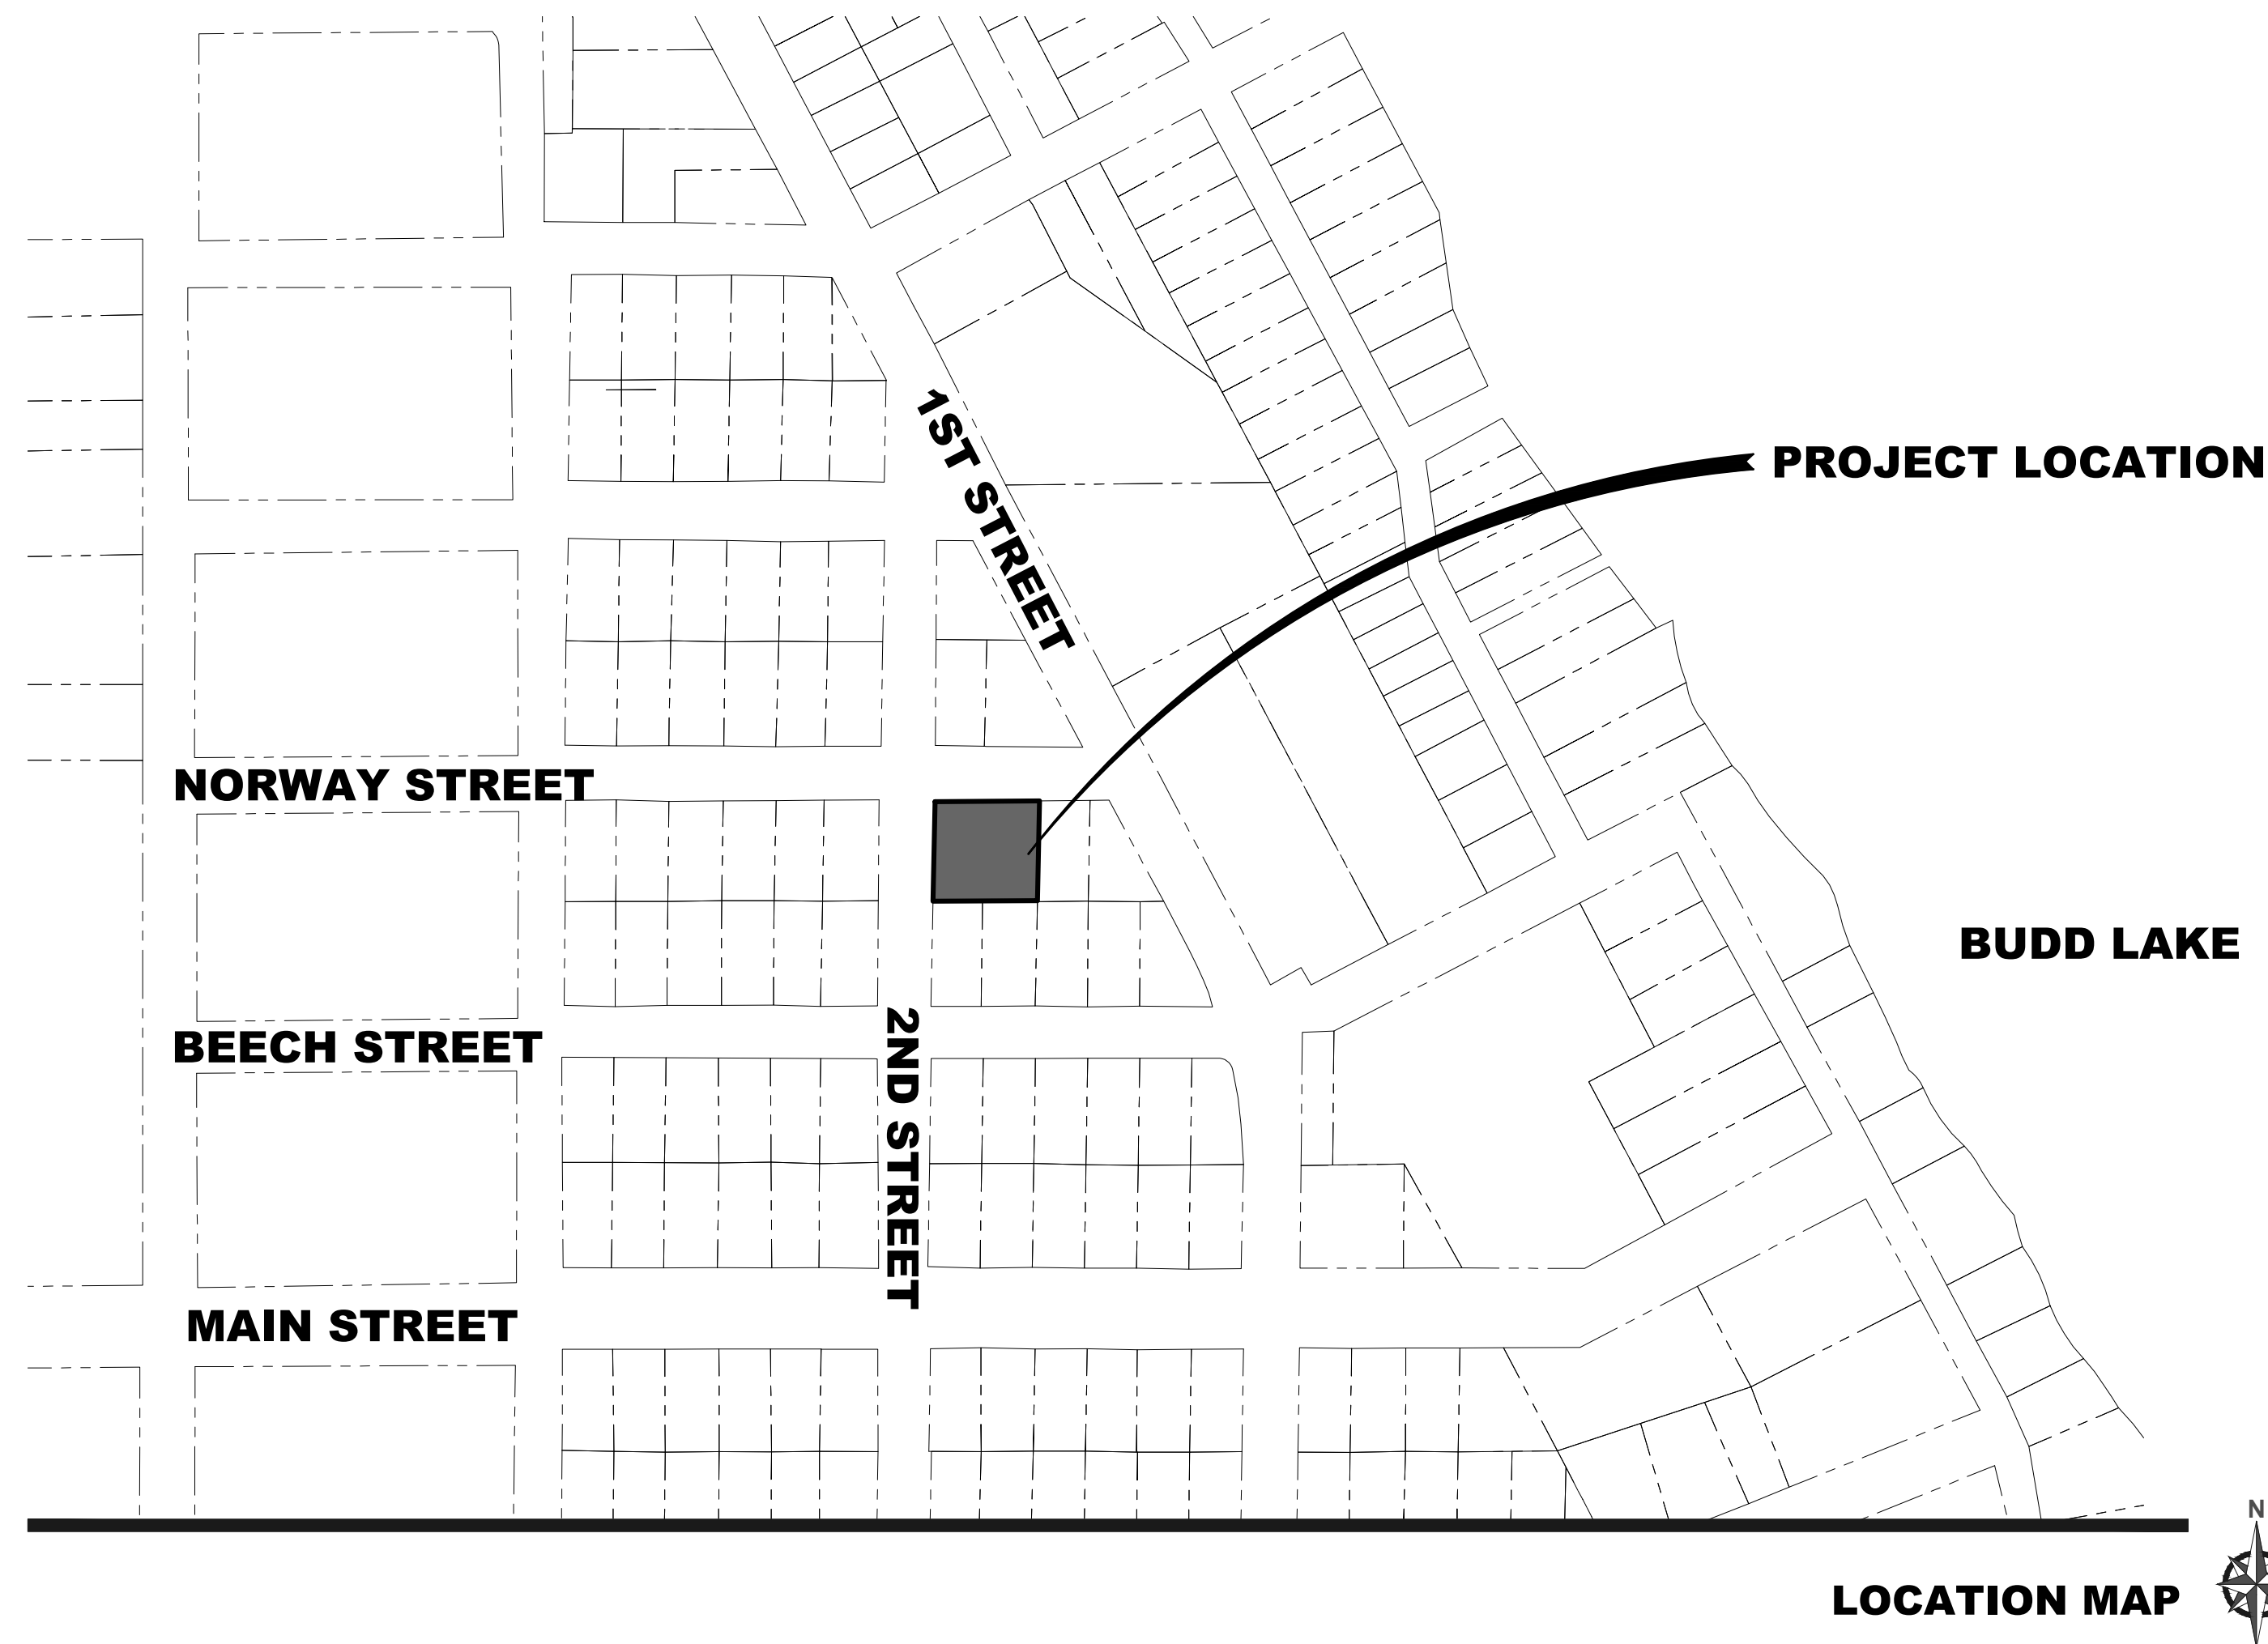 1ST STREET
PROJECT LOCATION
NORWAY STREET
BUDD LAKE
2ND STREET
BEECH STREET
MAIN STREET
N
LOCATION MAP